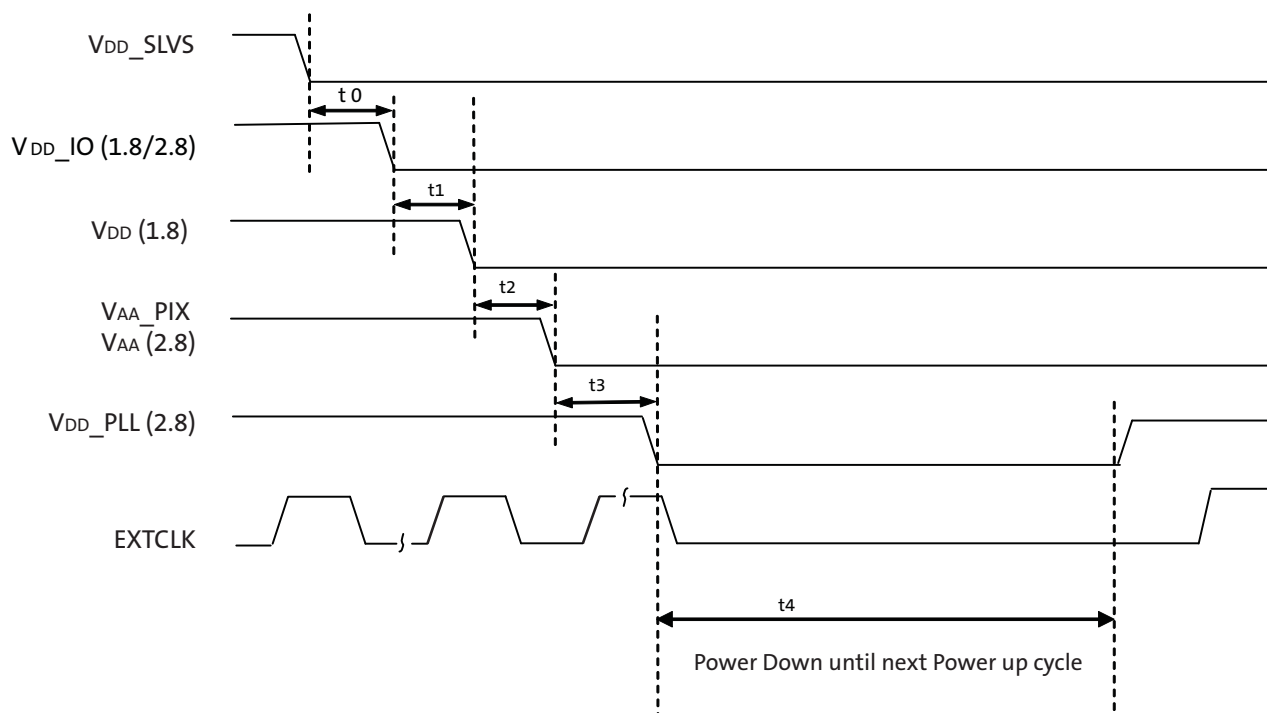 VDD_SLVS
t 0
VDD_IO (1.8/2.8)
t1
VDD (1.8)
t2
VAA_PIX
VAA (2.8)
t3
VDD_PLL (2.8)
EXTCLK
t4
Power Down until next Power up cycle